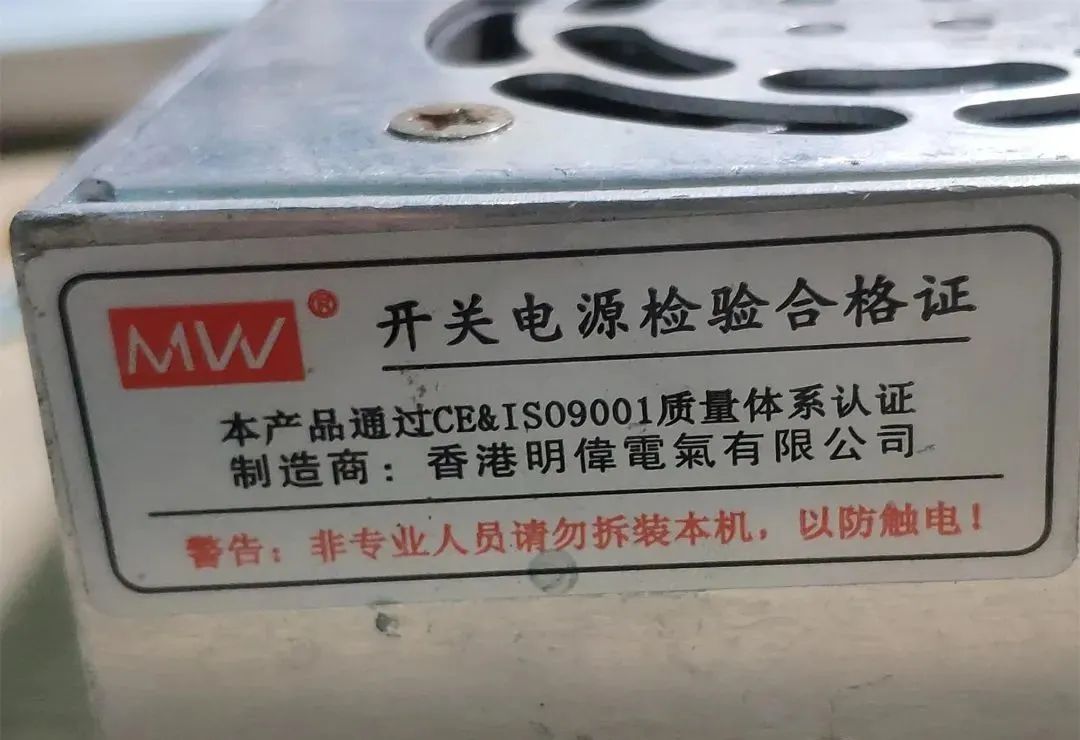 MW® 开关电源检验合格证
本产品通过CE&ISO9001质量体系认证
制造商：香港明偉電氣有限公司
警告：非专业人员请勿拆装本机，以防触电！